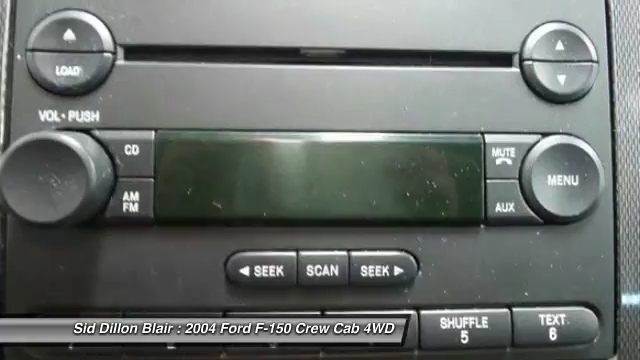 LOAD
VOL • PUSH
CD
MUTE
AM
FM
MENU
AUX
SEEK
SCAN
SEEK
Sid Dillon Blair : 2004 Ford F-150 Crew Cab 4WD
SHUFFLE
5
TEXT
6